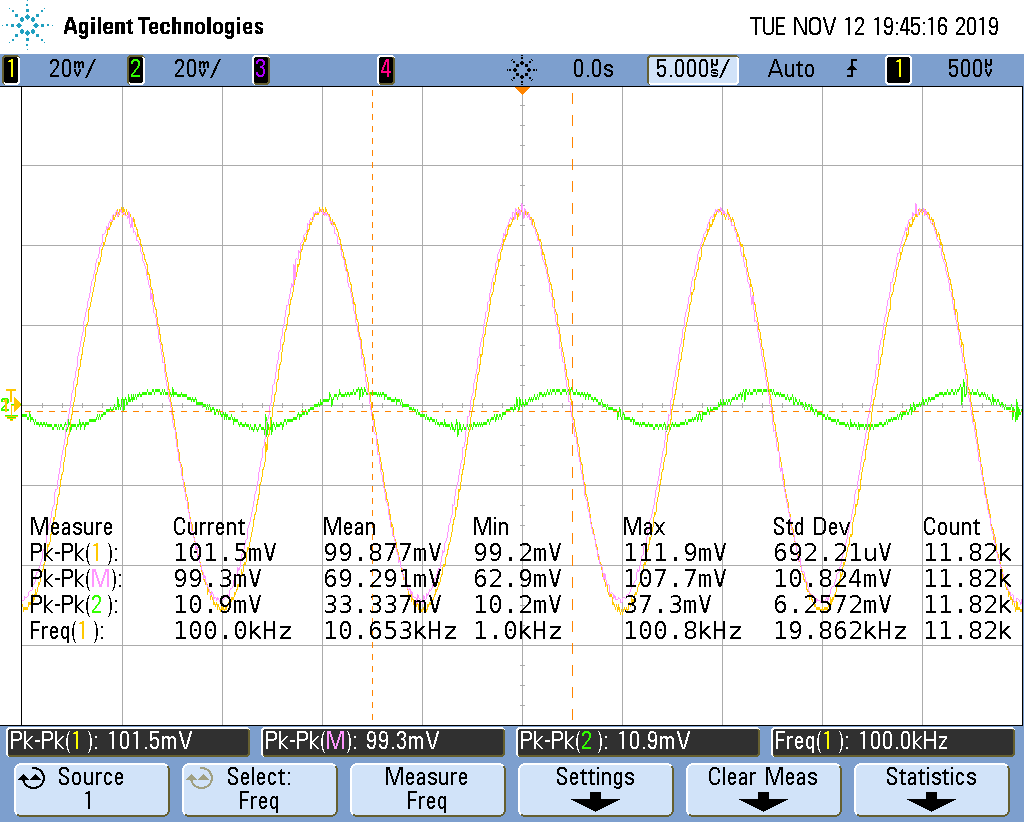 Agilent Technologies TUE NOV 12 19:45:16 2019
1 20mV/ 2 20mV/ 3 4 0.0s 5.000us/ Auto 1 500V
2
Measure Current Mean Min Max Std Dev Count
Pk-Pk(1): 101.5mV 99.877mV 99.2mV 111.9mV 692.21uV 11.82k
Pk-Pk(M): 99.3mV 69.291mV 62.9mV 107.7mV 10.824mV 11.82k
Pk-Pk(2): 10.9mV 33.337mV 10.2mV 37.3mV 6.2572mV 11.82k
Freq(1): 100.0kHz 10.653kHz 1.0kHz 100.8kHz 19.862kHz 11.82k
Pk-Pk(1): 101.5mV Pk-Pk(M): 99.3mV Pk-Pk(2): 10.9mV Freq(1): 100.0kHz
Source Select: Measure Settings Clear Meas Statistics
1 Freq Freq